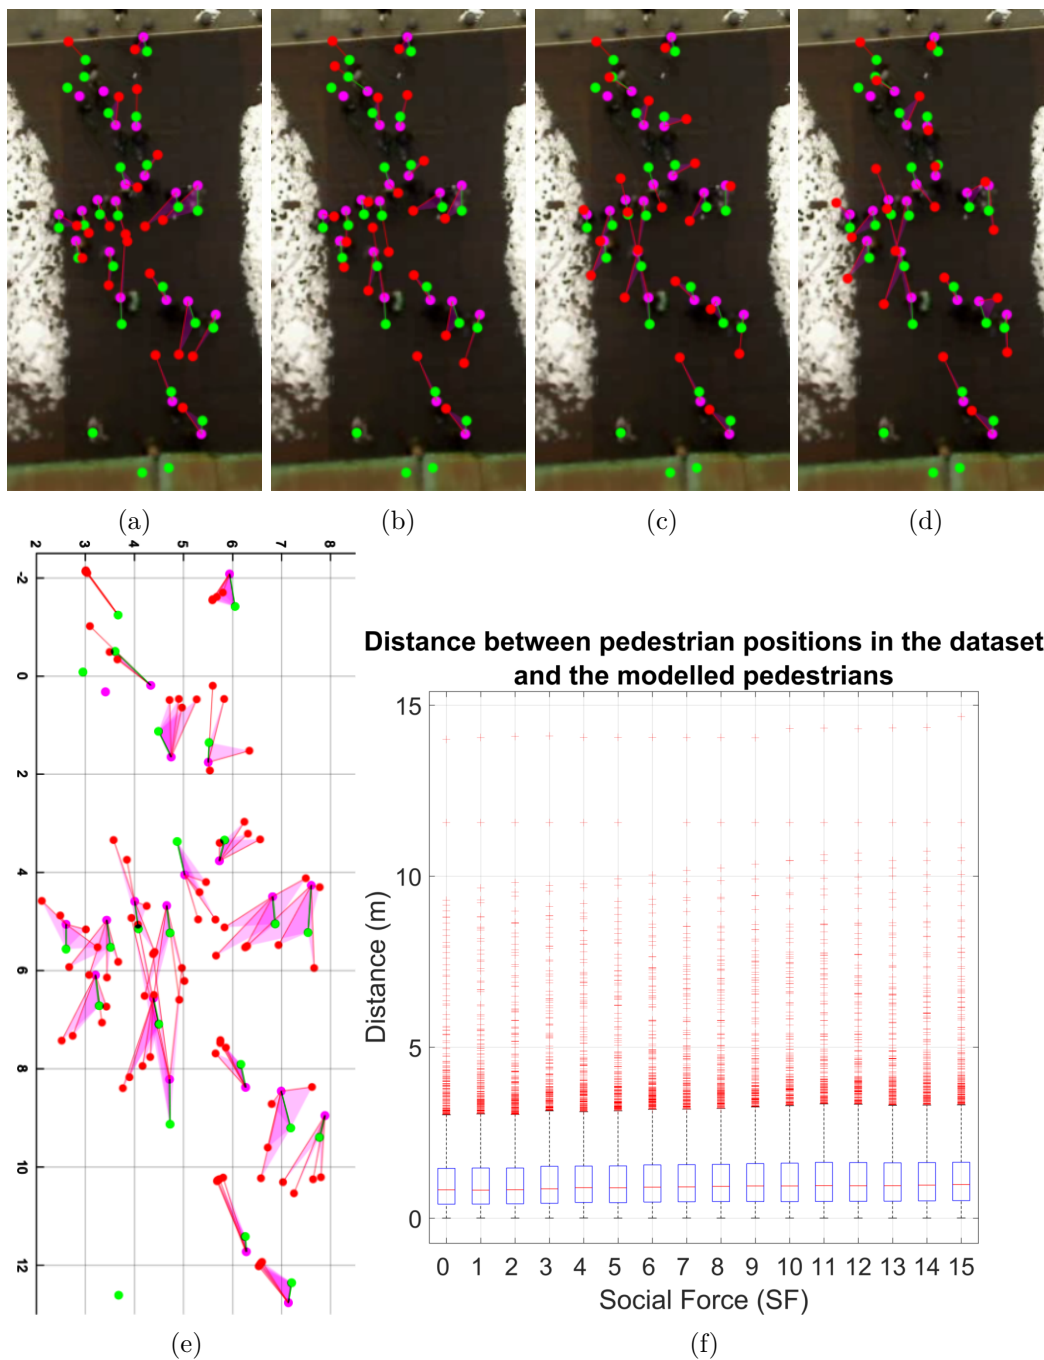 (a)
(b)
(c)
(d)
2 3 4 5 6 7 8
-2
0
2
4
6
8
10
12
(e)
Distance between pedestrian positions in the dataset
and the modelled pedestrians
15
10
5
0
Distance (m)
0 1 2 3 4 5 6 7 8 9 10 11 12 13 14 15
Social Force (SF)
(f)